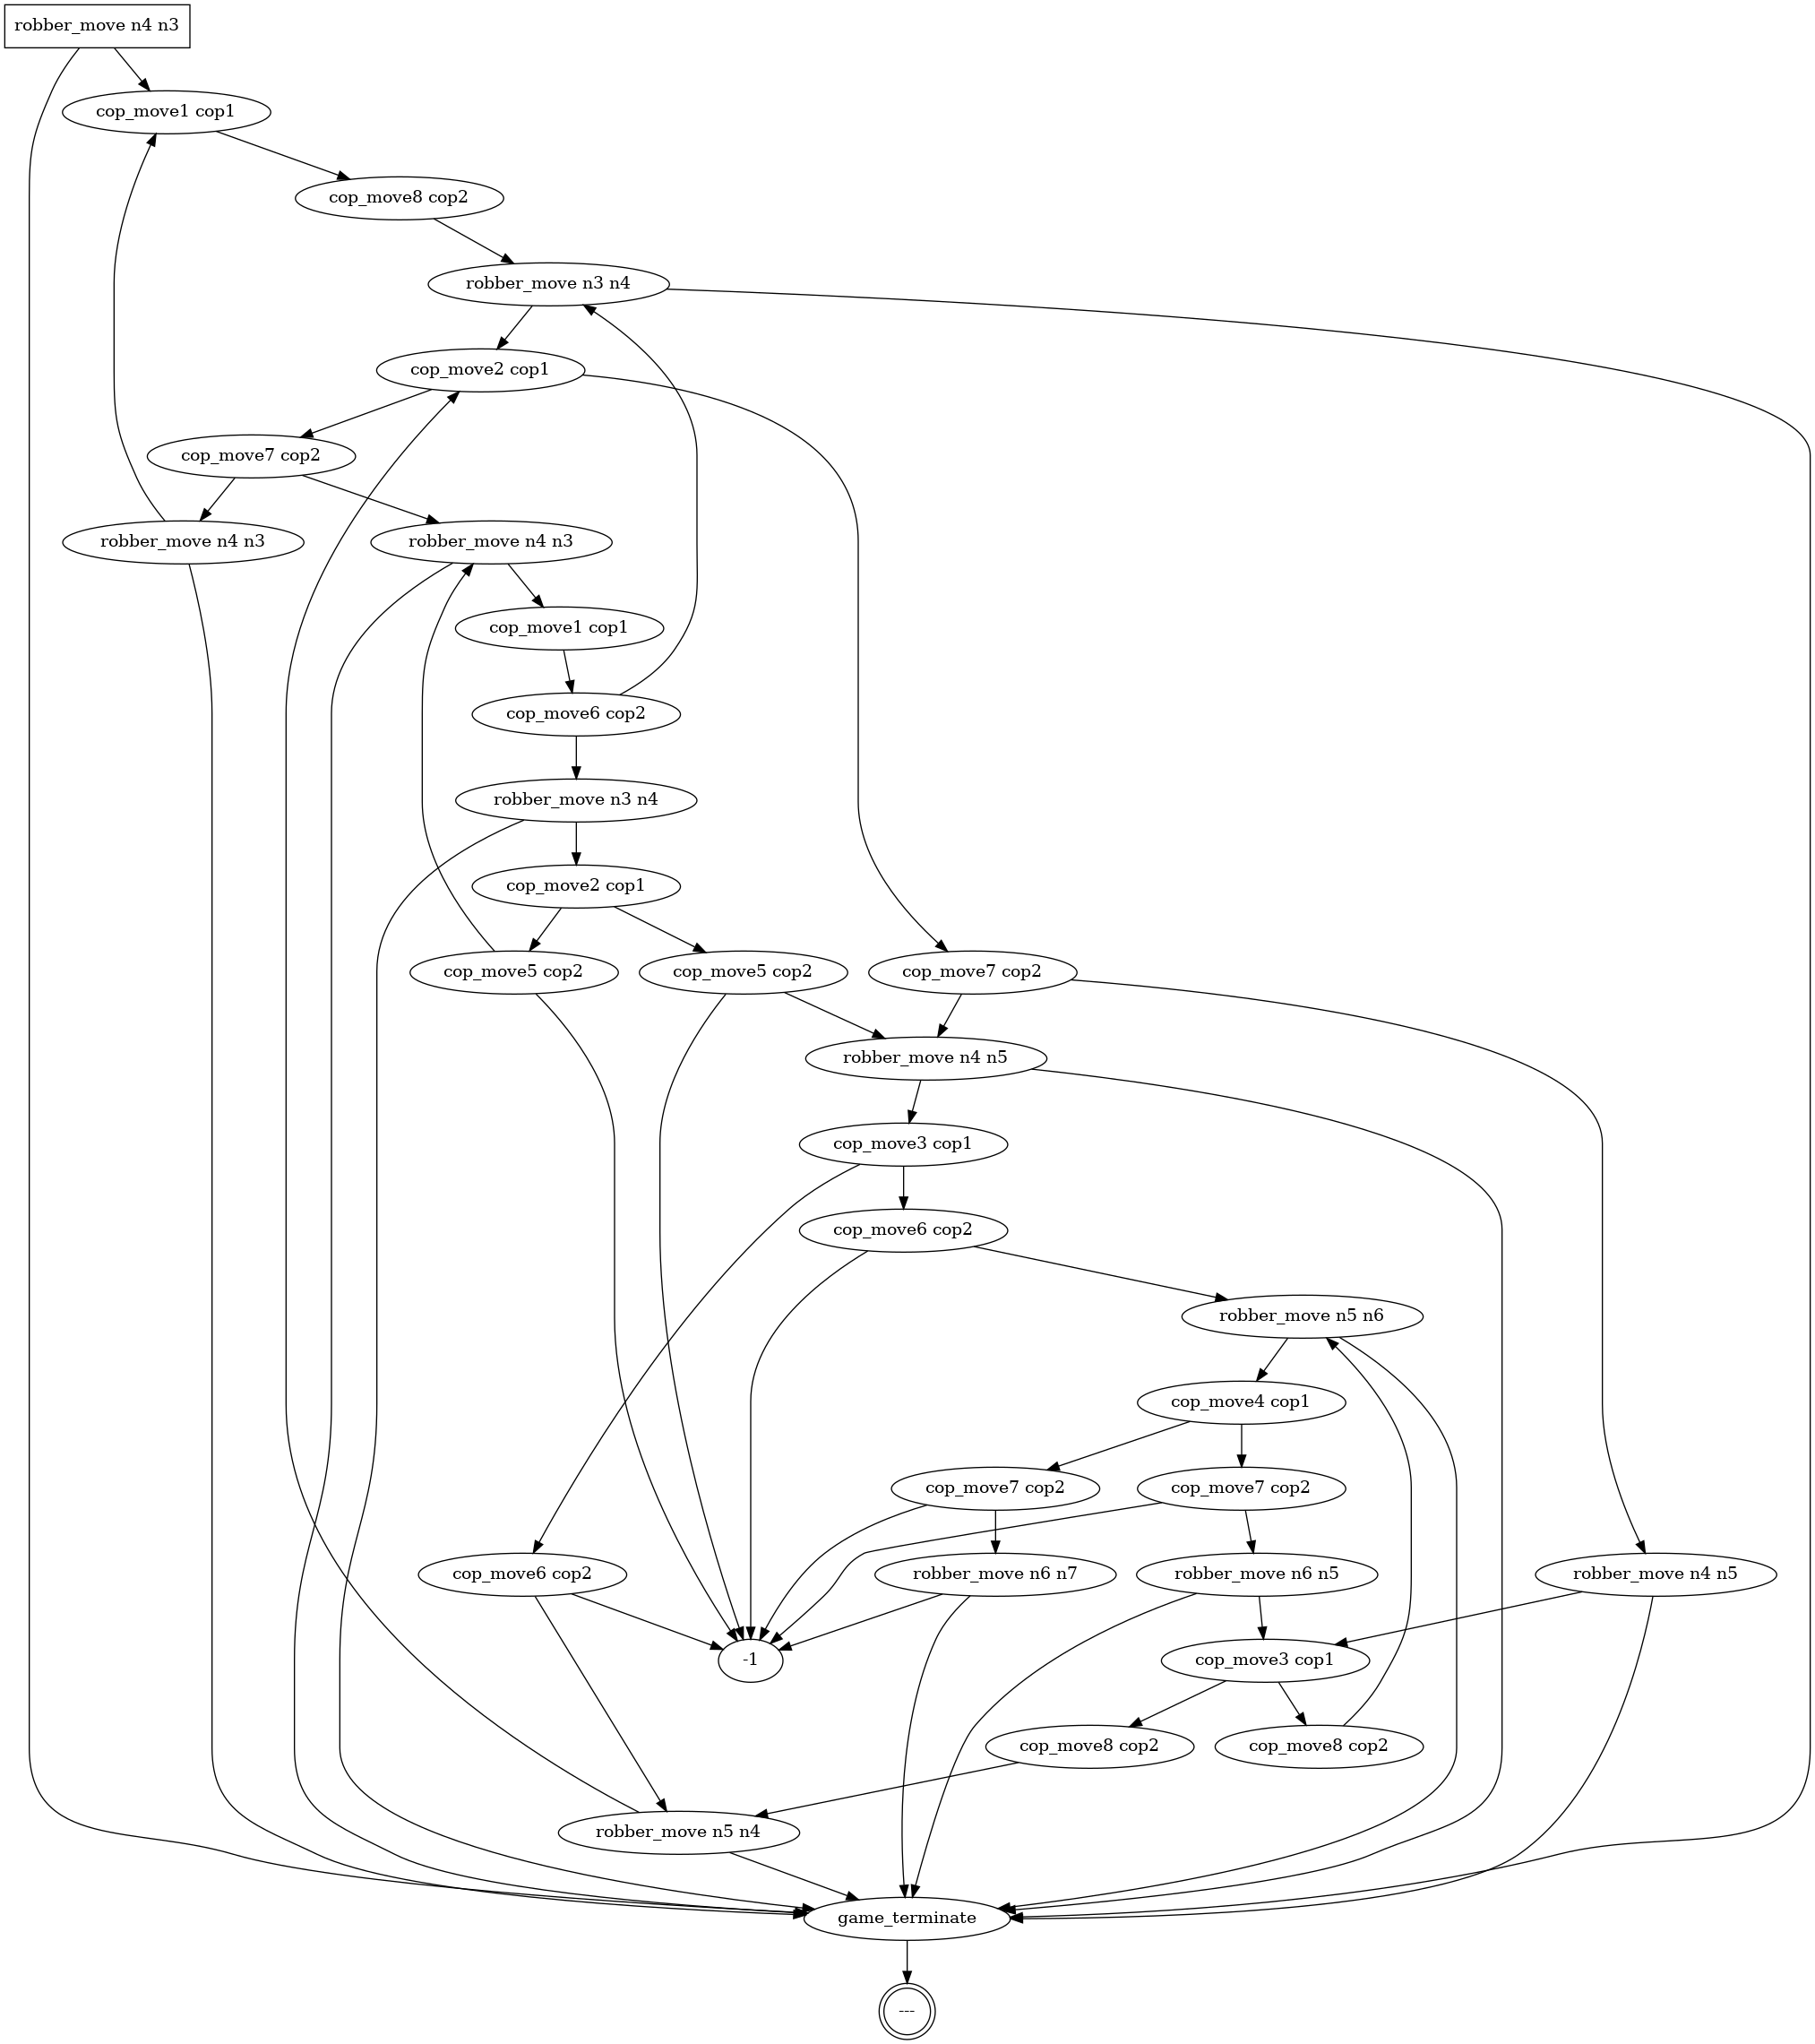 robber_move n4 n3
cop_move1 cop1
cop_move8 cop2
robber_move n3 n4
cop_move2 cop1
cop_move7 cop2
robber_move n4 n3
robber_move n4 n3
cop_move1 cop1
cop_move6 cop2
robber_move n3 n4
cop_move2 cop1
cop_move5 cop2
cop_move5 cop2
cop_move7 cop2
robber_move n4 n5
cop_move3 cop1
cop_move6 cop2
robber_move n5 n6
cop_move4 cop1
cop_move7 cop2
cop_move7 cop2
cop_move6 cop2
robber_move n6 n7
robber_move n6 n5
robber_move n4 n5
-1
cop_move3 cop1
cop_move8 cop2
cop_move8 cop2
robber_move n5 n4
game_terminate
---